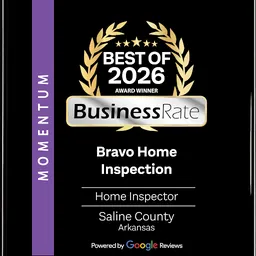 MOMENTUM
BEST OF
2026
AWARD WINNER
BusinessRate
Bravo Home
Inspection
Home Inspector
Saline County
Arkansas
Powered by Google Reviews